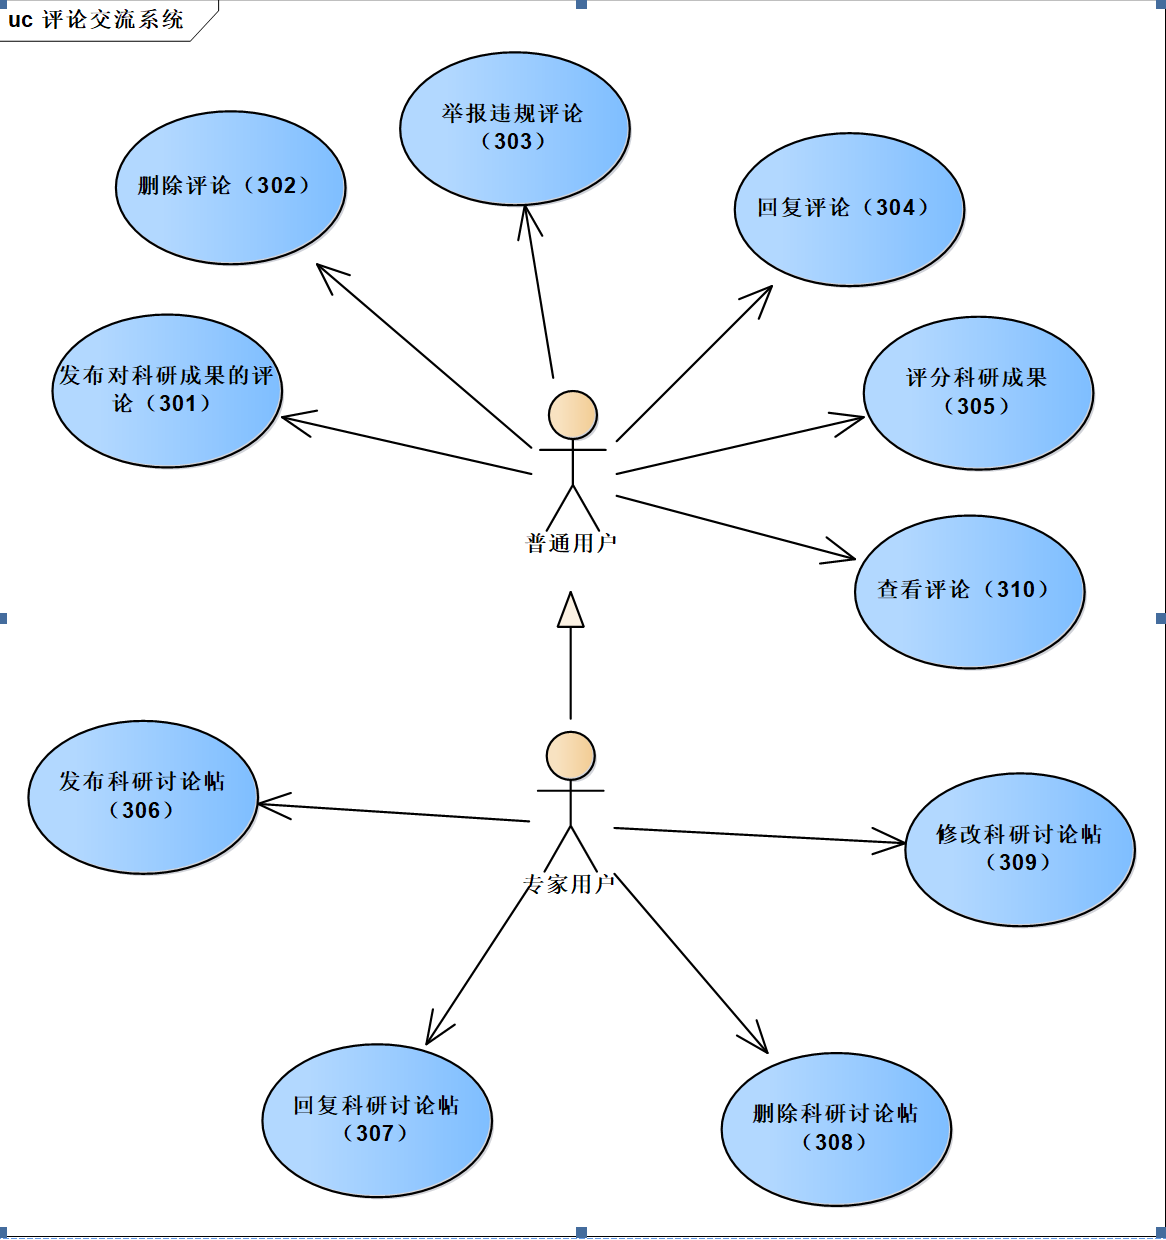 uc 评论交流系统
举报违规评论
（303）
删除评论（302）
回复评论（304）
发布对科研成果的评
论（301）
评分科研成果
（305）
普通用户
查看评论（310）
发布科研讨论帖
（306）
修改科研讨论帖
（309）
专家用户
回复科研讨论帖
（307）
删除科研讨论帖
（308）